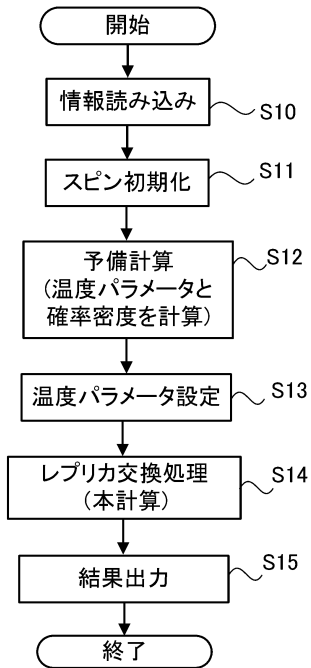 開始
情報読み込み
S10
スピン初期化
S11
予備計算
(温度パラメータと
確率密度を計算)
S12
温度パラメータ設定
S13
レプリカ交換処理
(本計算)
S14
結果出力
S15
終了